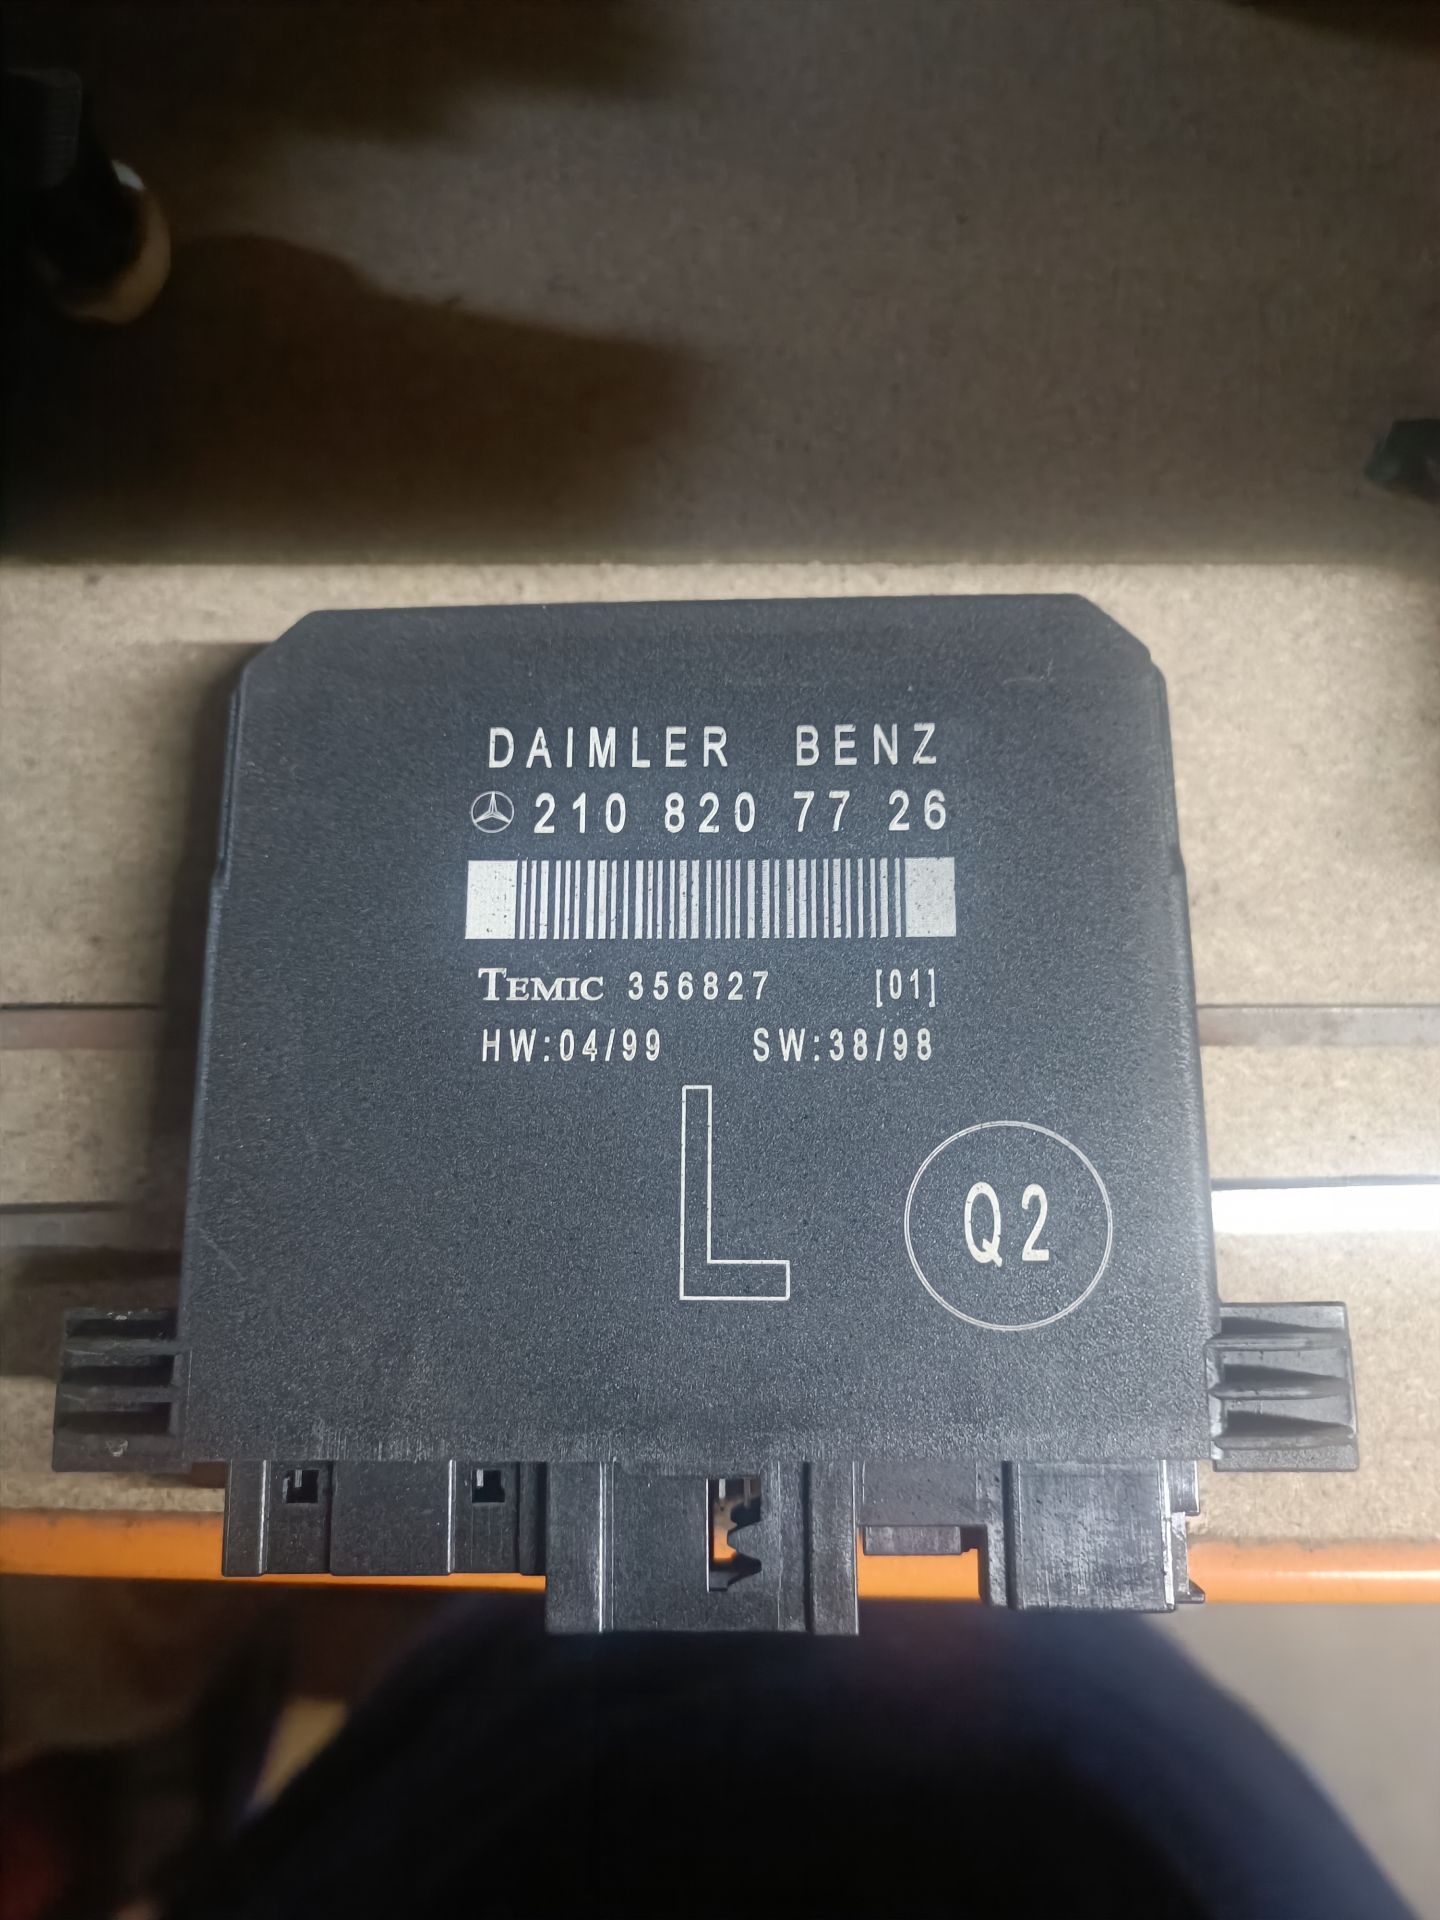 DAIMLER BENZ
210 820 77 26
TEMIC 356827 [01]
HW:04/99 SW:38/98
L
Q2